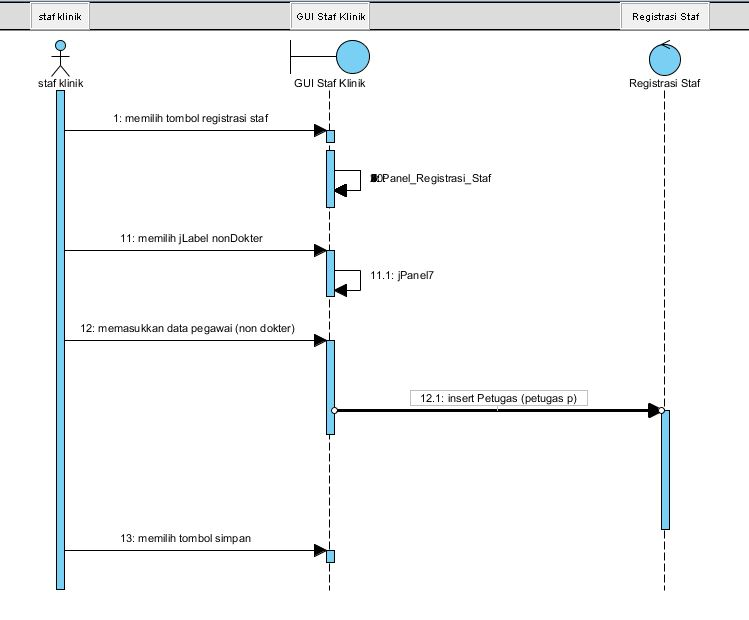 staf klinik
GUI Staf Klinik
Registrasi Staf
staf klinik
GUI Staf Klinik
Registrasi Staf
1: memilih tombol registrasi staf
Panel_Registrasi_Staf
11: memilih jLabel nonDokter
11.1: jPanel7
12: memasukkan data pegawai (non dokter)
12.1: insert Petugas (petugas p)
13: memilih tombol simpan